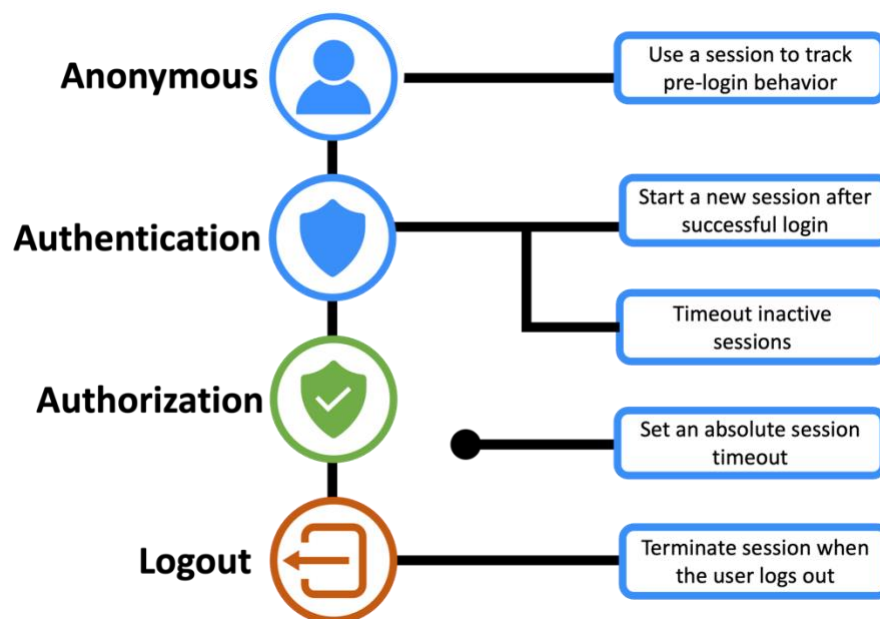 Anonymous
Use a session to track
pre-login behavior
Authentication
Start a new session after
successful login
Timeout inactive
sessions
Authorization
Set an absolute session
timeout
Logout
Terminate session when
the user logs out